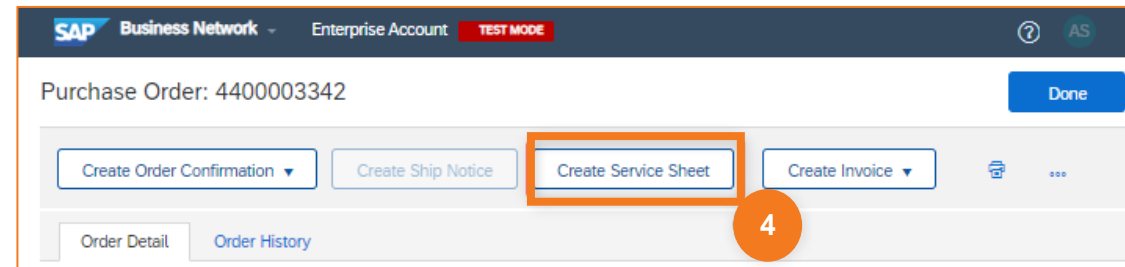 SAP Business Network Enterprise Account TEST MODE ? AS
Purchase Order: 4400003342 Done
Create Order Confirmation Create Ship Notice Create Service Sheet Create Invoice
4
Order Detail Order History